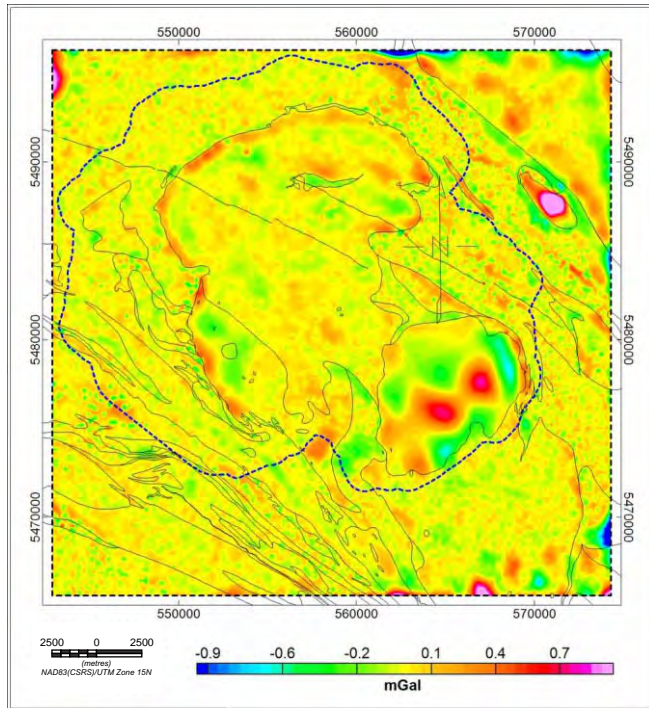 550000 560000 570000
5490000 5490000
5480000 5480000
5470000 5470000
550000 560000 570000
2500 0 2500
(metres)
NAD83(CSRS)/UTM Zone 15N
-0.9 -0.6 -0.2 0.1 0.4 0.7
mGal